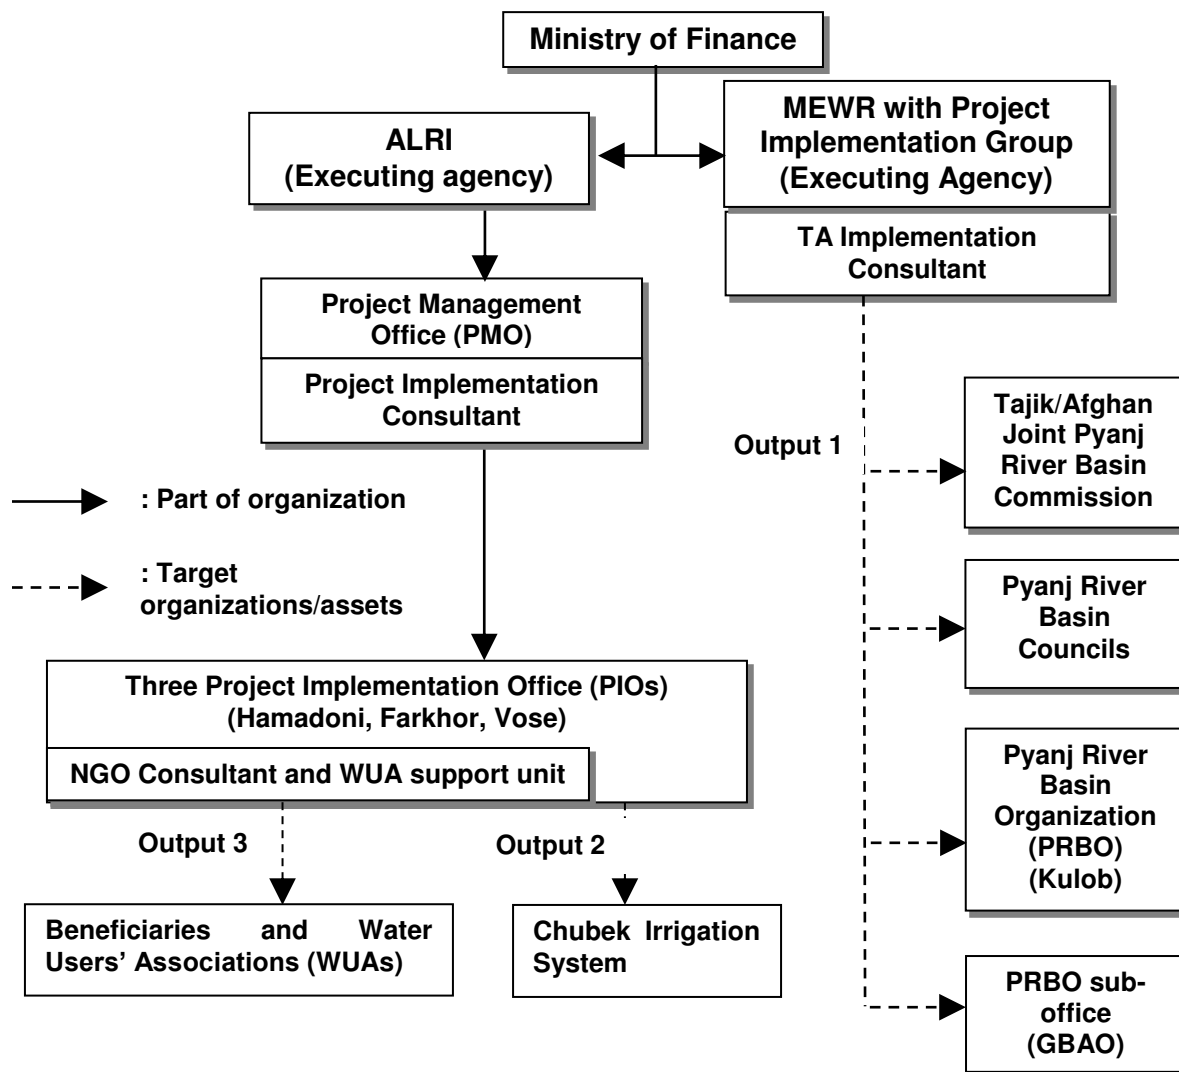 Ministry of Finance
ALRI
(Executing agency)
MEWR with Project
Implementation Group
(Executing Agency)
TA Implementation
Consultant
Project Management
Office (PMO)
Project Implementation
Consultant
Output 1
Tajik/Afghan
Joint Pyanj
River Basin
Commission
: Part of organization
: Target
organizations/assets
Pyanj River
Basin
Councils
Three Project Implementation Office (PIOs)
(Hamadoni, Farkhor, Vose)
NGO Consultant and WUA support unit
Pyanj River
Basin
Organization
(PRBO)
(Kulob)
Output 3
Output 2
Beneficiaries and Water
Users’ Associations (WUAs)
Chubek Irrigation
System
PRBO sub-
office
(GBAO)